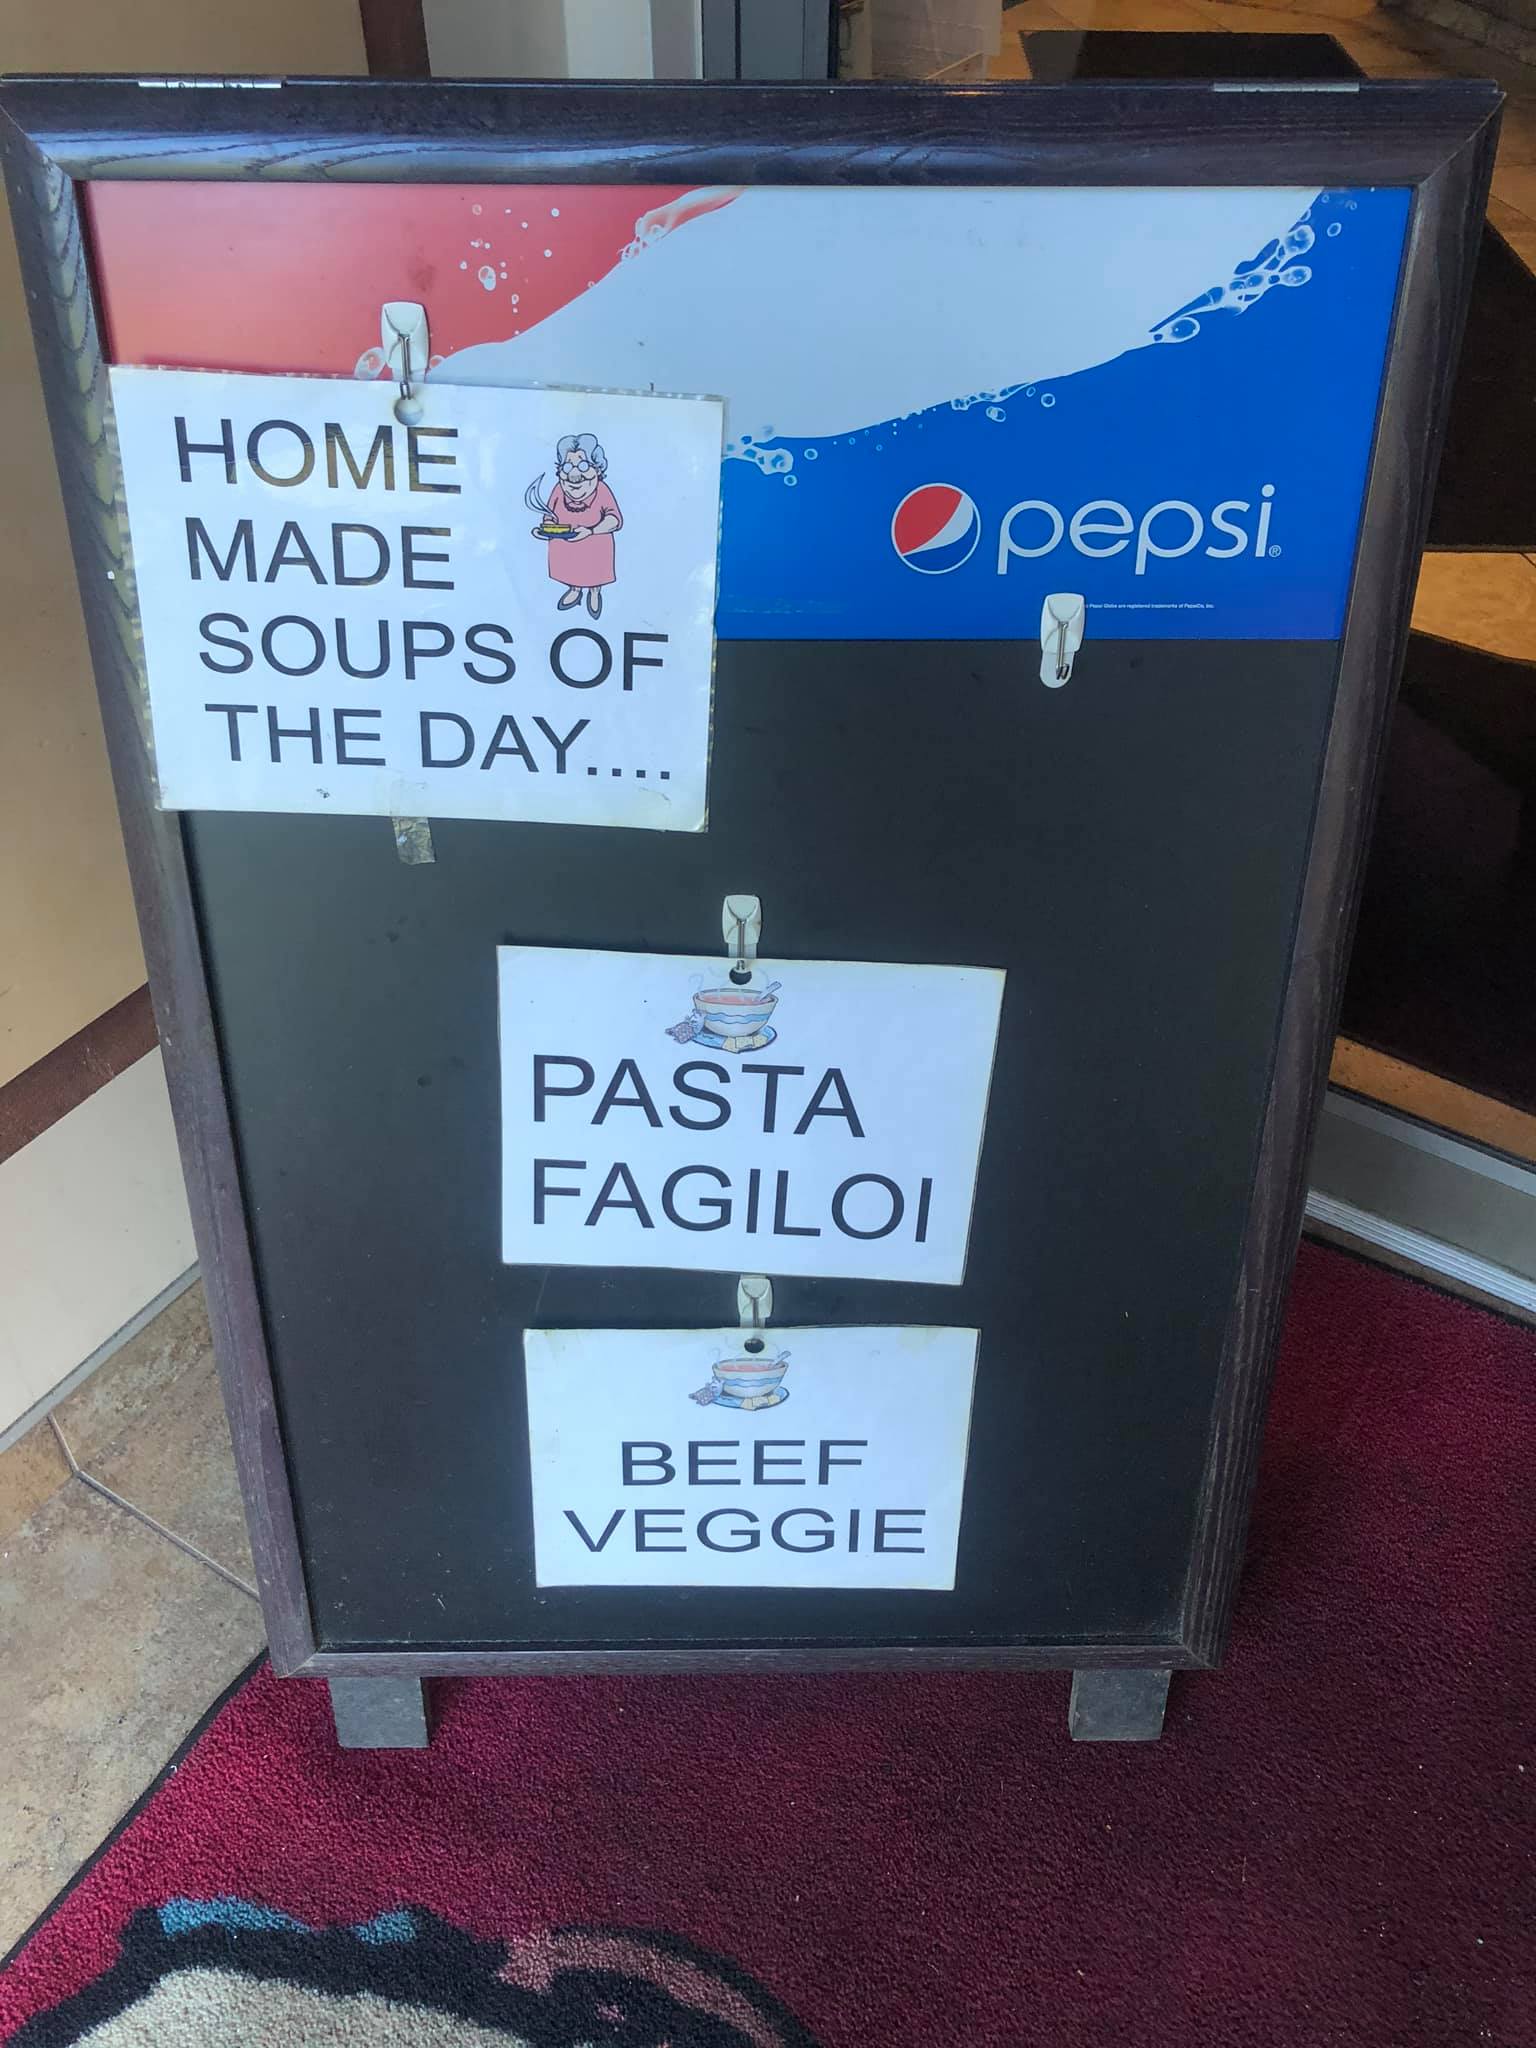 HOME
MADE
SOUPS OF
THE DAY....
pepsi®
PASTA
FAGILOI
BEEF
VEGGIE